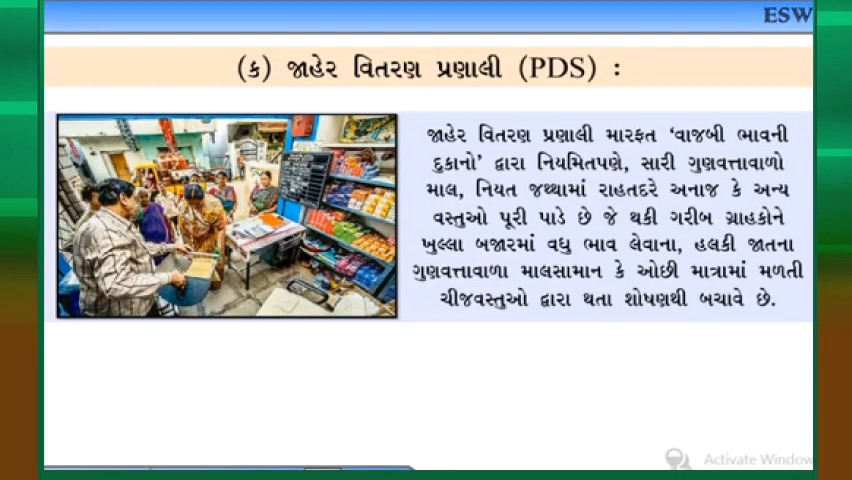 ESW
(ક) જાહેર વિતરણ પ્રણાલી (PDS) :
જાહેર વિતરણ પ્રણાલી મારફત ‘વાજબી ભાવની
દુકાનો’ દ્વારા નિયમિતપણે, સારી ગુણવત્તાવાળો
માલ, નિયત જથ્થામાં રાહતદરે અનાજ કે અન્ય
વસ્તુઓ પૂરી પાડે છે જે થકી ગરીબ ગ્રાહકોને
ખુલ્લા બજારમાં વધુ ભાવ લેવાના, હલકી જાતના
ગુણવત્તાવાળા માલસામાન કે ઓછી માત્રામાં મળતી
ચીજવસ્તુઓ દ્વારા થતા શોષણથી બચાવે છે.
Activate Window